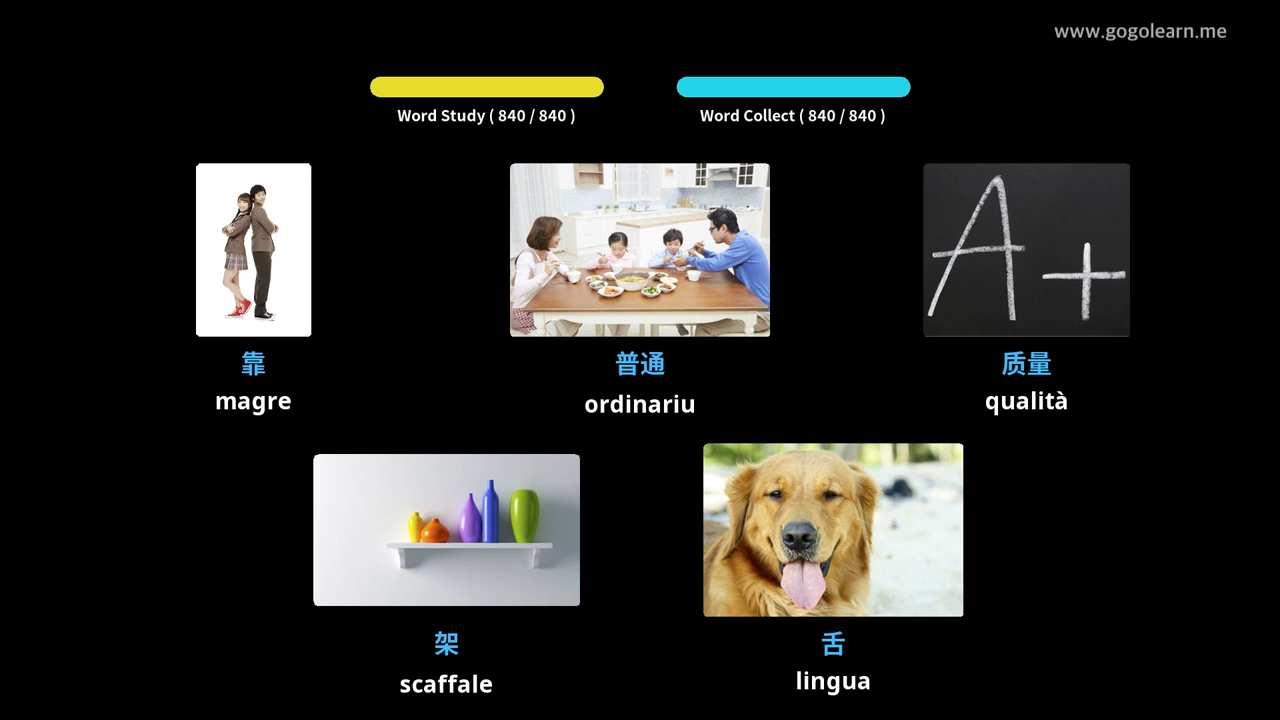 www.gogolearn.me
Word Study ( 840 / 840 )
Word Collect ( 840 / 840 )
A+
靠
magre
普通
ordinariu
质量
qualità
架
scaffale
舌
lingua